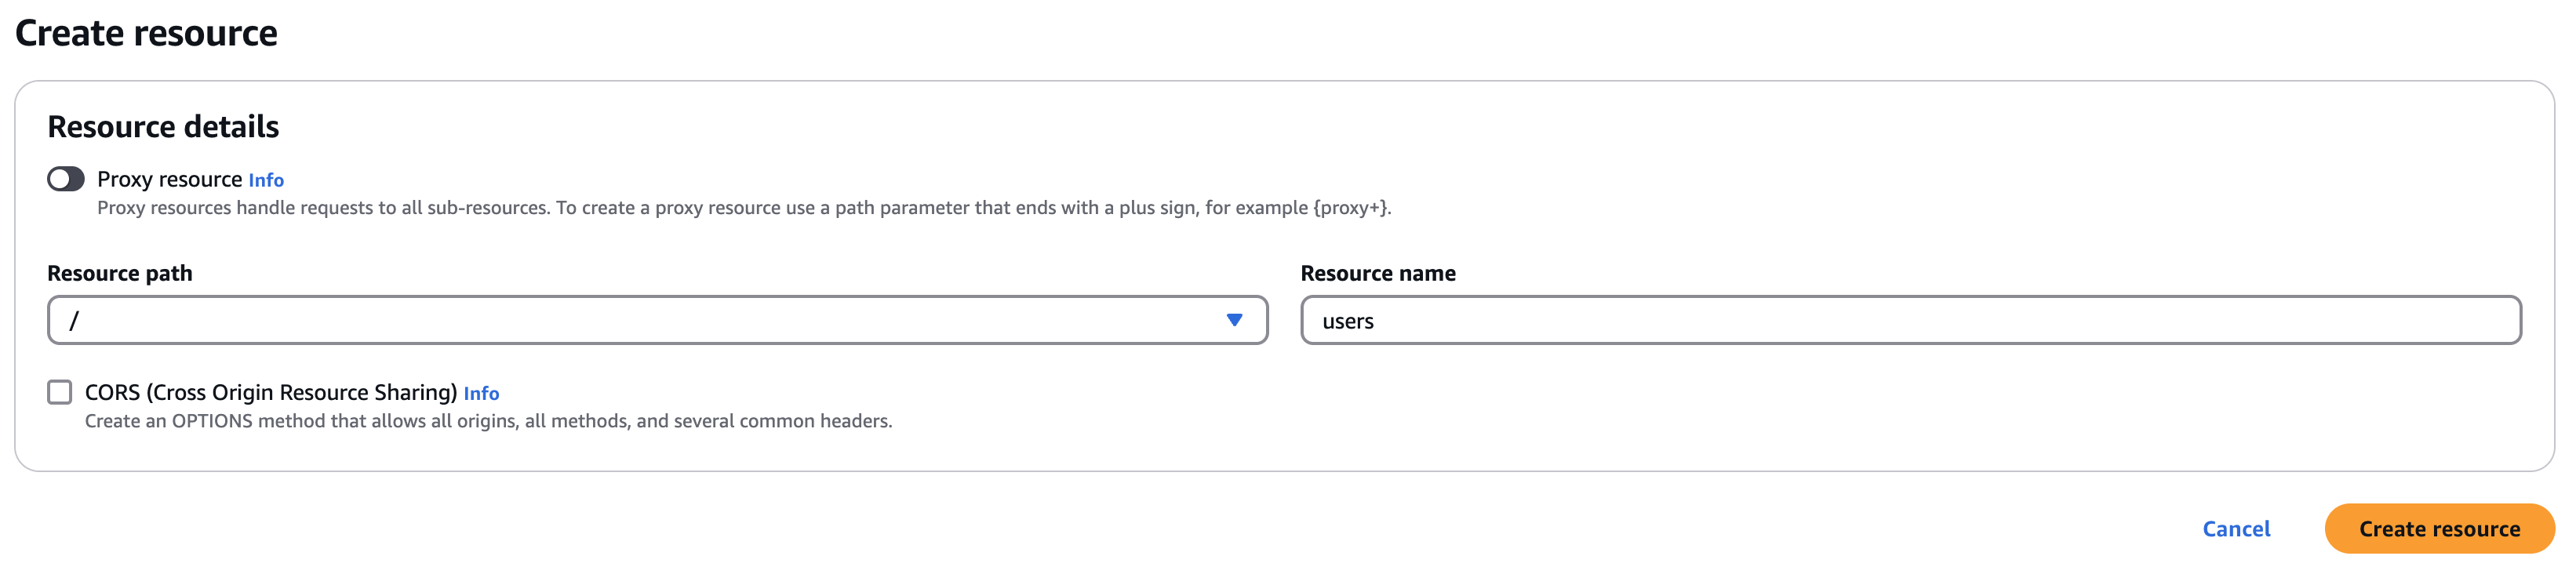 Create resource
Resource details
Proxy resource Info
Proxy resources handle requests to all sub-resources. To create a proxy resource use a path parameter that ends with a plus sign, for example {proxy+}.
Resource path
Resource name
/
users
CORS (Cross Origin Resource Sharing) Info
Create an OPTIONS method that allows all origins, all methods, and several common headers.
Cancel
Create resource